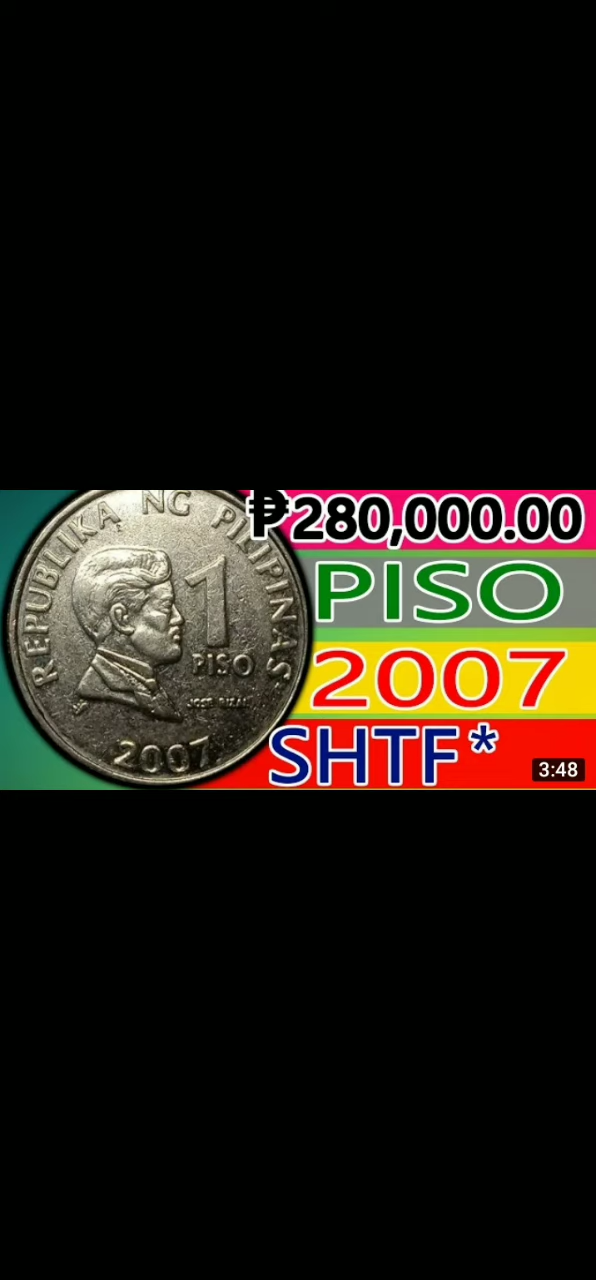 REPUBLIKA NG PILIPINAS
1
PISO
JOSE RIZAL
2007
₱280,000.00
PISO
2007
SHTF*
3:48